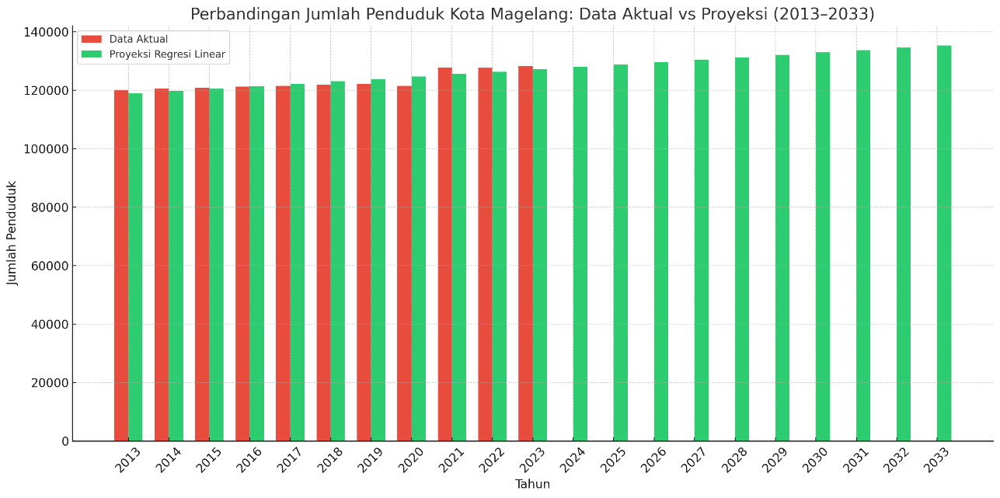 Perbandingan Jumlah Penduduk Kota Magelang: Data Aktual vs Proyeksi (2013–2033)
Data Aktual
Proyeksi Regresi Linear
Jumlah Penduduk
140000
120000
100000
80000
60000
40000
20000
0
2013 2014 2015 2016 2017 2018 2019 2020 2021 2022 2023 2024 2025 2026 2027 2028 2029 2030 2031 2032 2033
Tahun